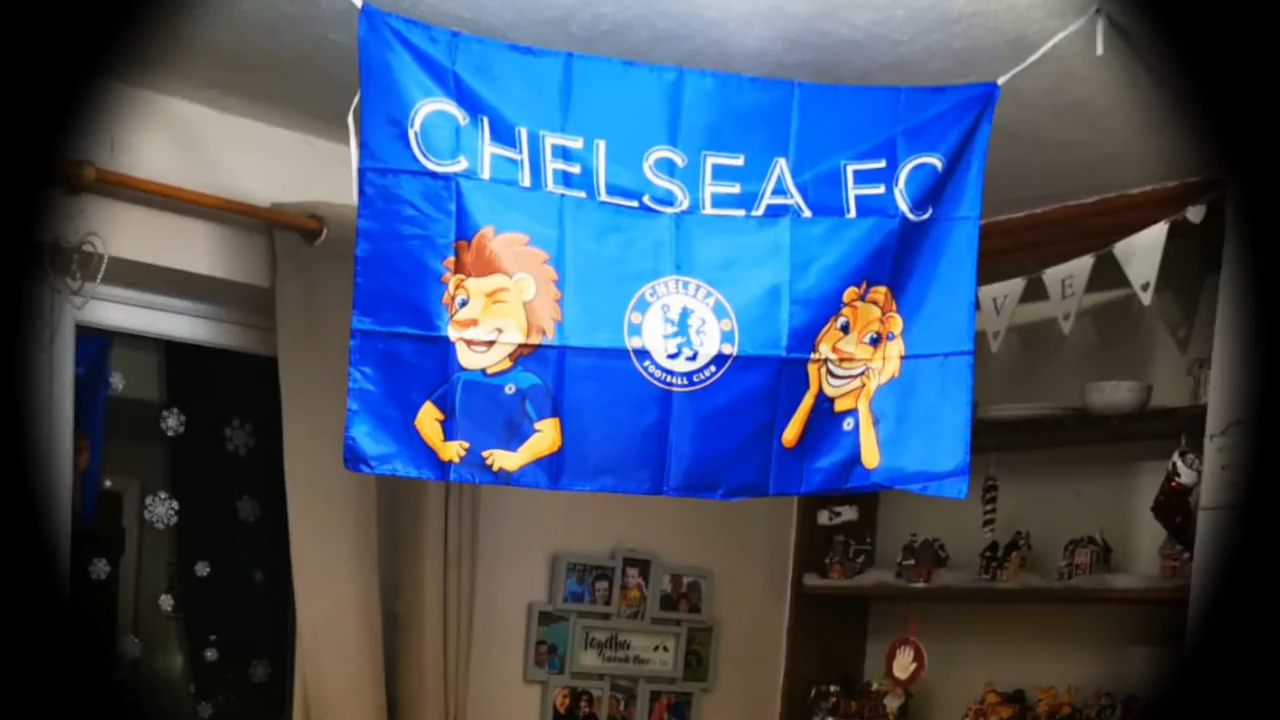 CHELSEA FC
CHELSEA
FOOTBALL CLUB
V E
Together